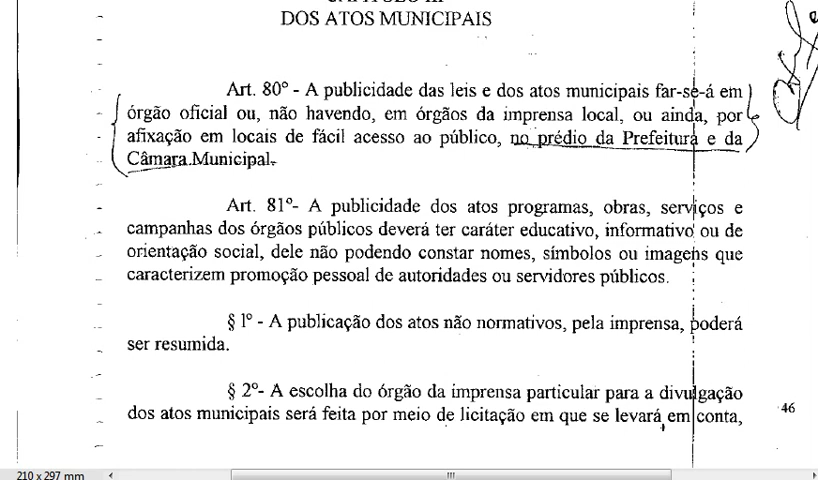 CAPÍTULO III
DOS ATOS MUNICIPAIS
Art. 80º - A publicidade das leis e dos atos municipais far-se-á em
órgão oficial ou, não havendo, em órgãos da imprensa local, ou ainda, por
afixação em locais de fácil acesso ao público, no prédio da Prefeitura e da
Câmara Municipal.
Art. 81º- A publicidade dos atos programas, obras, serviços e
campanhas dos órgãos públicos deverá ter caráter educativo, informativo ou de
orientação social, dele não podendo constar nomes, símbolos ou imagens que
caracterizem promoção pessoal de autoridades ou servidores públicos.
§ 1º - A publicação dos atos não normativos, pela imprensa, poderá
ser resumida.
§ 2º- A escolha do órgão da imprensa particular para a divulgação
dos atos municipais será feita por meio de licitação em que se levará em conta,
46
210 x 297 mm